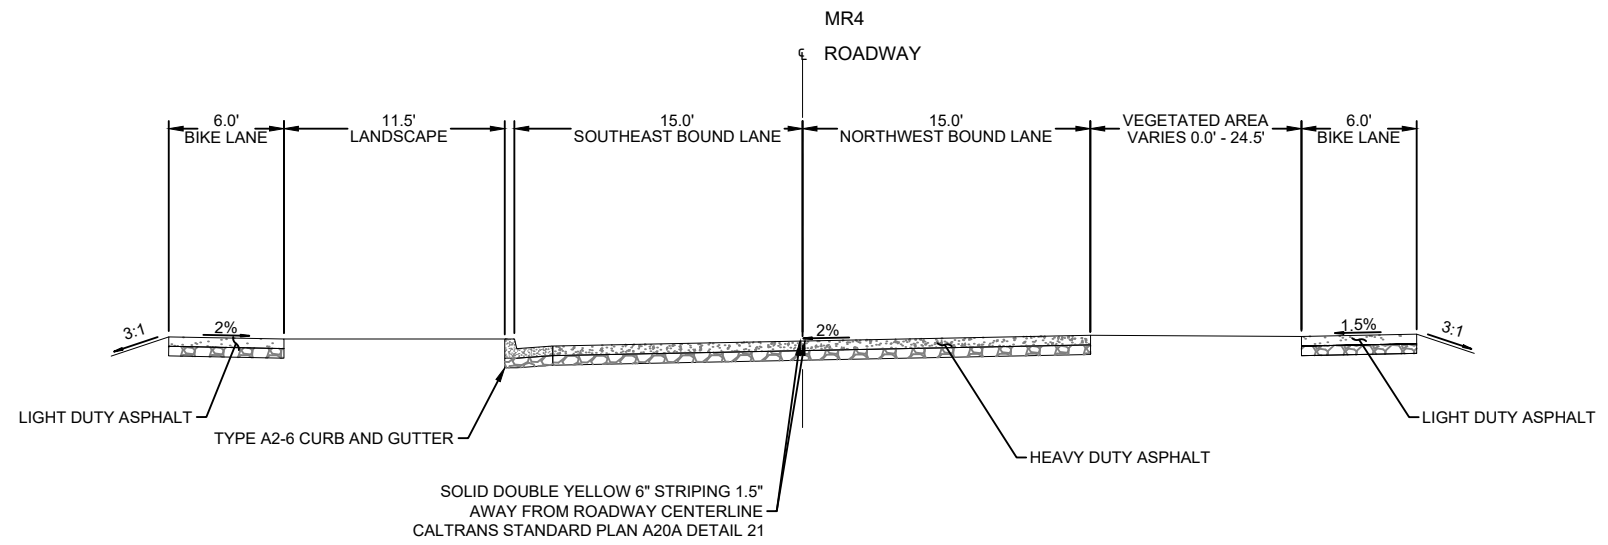 MR4
℄ ROADWAY
6.0'
BIKE LANE
11.5'
LANDSCAPE
15.0'
SOUTHEAST BOUND LANE
15.0'
NORTHWEST BOUND LANE
VEGETATED AREA
VARIES 0.0' - 24.5'
6.0'
BIKE LANE
3:1
2%
2%
1.5%
3:1
LIGHT DUTY ASPHALT
TYPE A2-6 CURB AND GUTTER
SOLID DOUBLE YELLOW 6" STRIPING 1.5"
AWAY FROM ROADWAY CENTERLINE
CALTRANS STANDARD PLAN A20A DETAIL 21
HEAVY DUTY ASPHALT
LIGHT DUTY ASPHALT